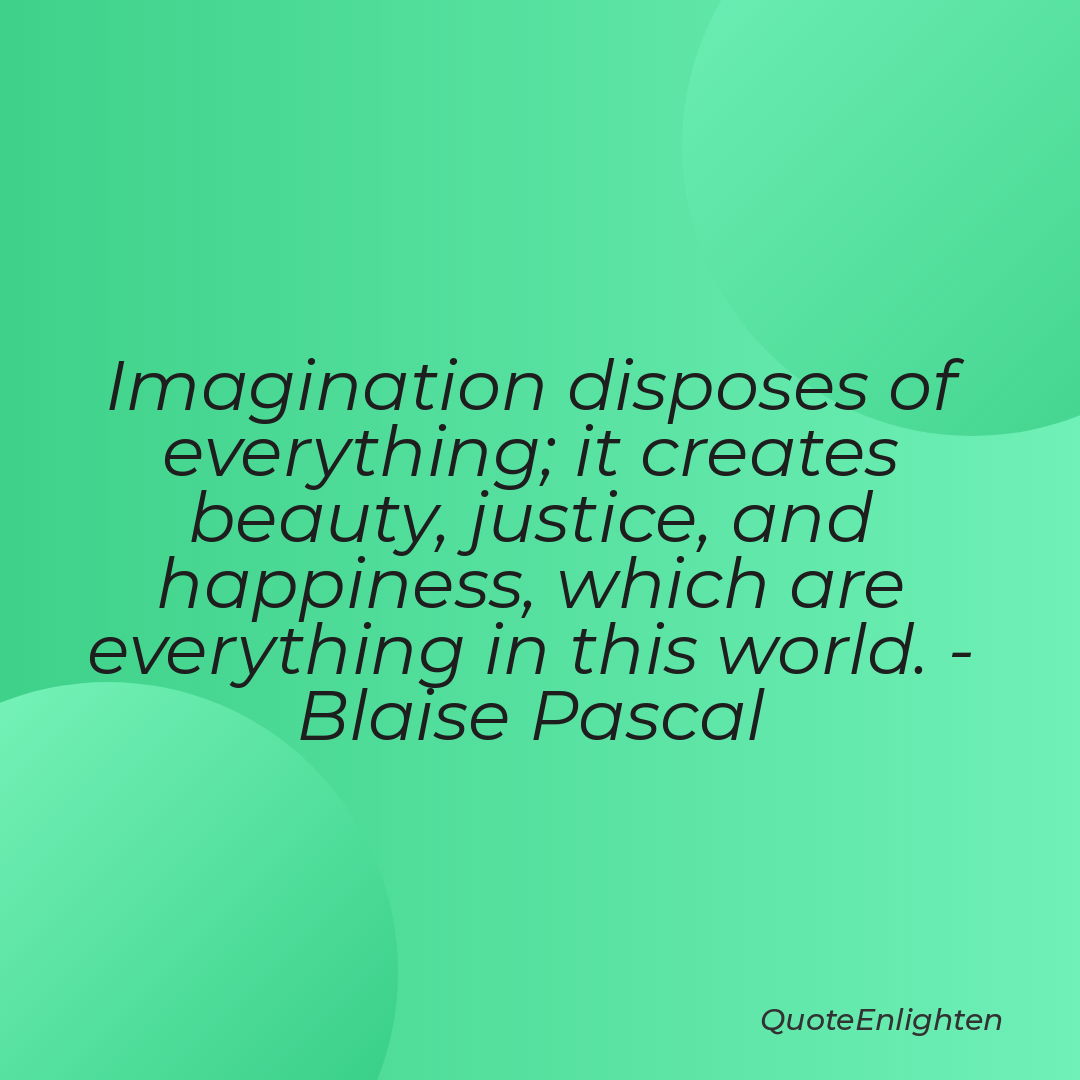 Imagination disposes of
everything; it creates
beauty, justice, and
happiness, which are
everything in this world. -
Blaise Pascal
QuoteEnlighten